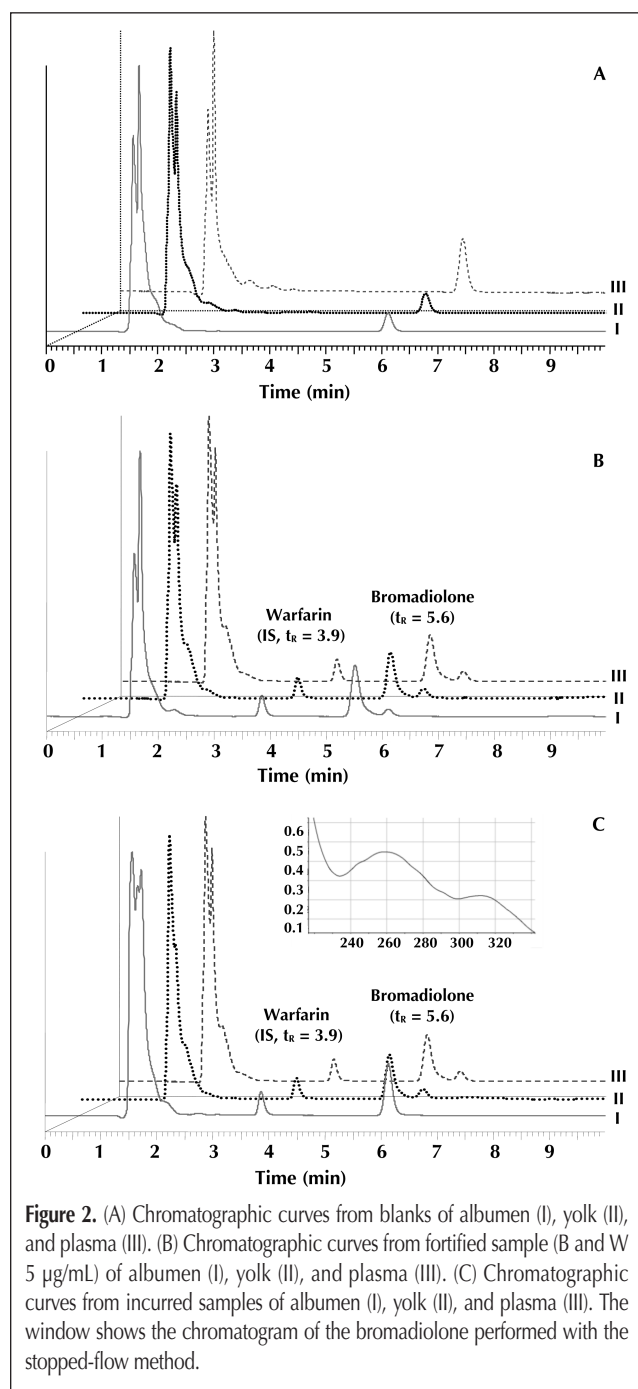 A
III
II
I
0 1 2 3 4 5 6 7 8 9
Time (min)
B
Warfarin
(IS, tR = 3.9)
Bromadiolone
(tR = 5.6)
III
II
I
0 1 2 3 4 5 6 7 8 9
Time (min)
C
0.6
0.5
0.4
0.3
0.2
0.1
240 260 280 300 320
Warfarin
(IS, tR = 3.9)
Bromadiolone
(tR = 5.6)
III
II
I
0 1 2 3 4 5 6 7 8 9
Time (min)
Figure 2. (A) Chromatographic curves from blanks of albumen (I), yolk (II),
and plasma (III). (B) Chromatographic curves from fortified sample (B and W
5 µg/mL) of albumen (I), yolk (II), and plasma (III). (C) Chromatographic
curves from incurred samples of albumen (I), yolk (II), and plasma (III). The
window shows the chromatogram of the bromadiolone performed with the
stopped-flow method.